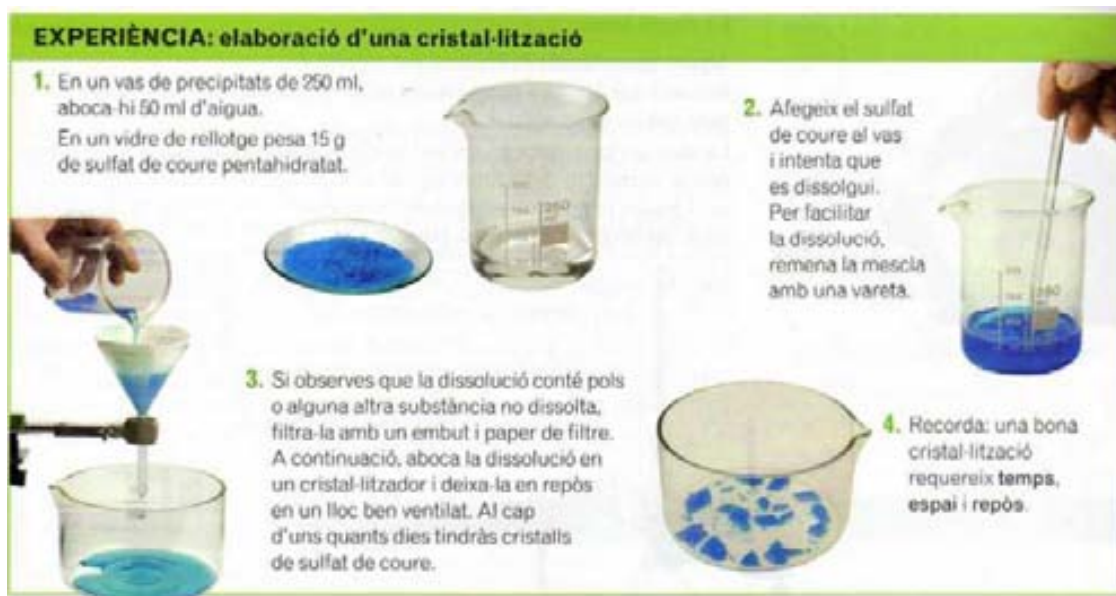 EXPERIÈNCIA: elaboració d'una cristal·lització
1. En un vas de precipitats de 250 ml,
aboca-hi 50 ml d'aigua.
En un vidre de rellotge pesa 15 g
de sulfat de coure pentahidratat.
2. Afegeix el sulfat
de coure al vas
i intenta que
es dissolgui.
Per facilitar
la dissolució,
remena la mescla
amb una vareta.
3. Si observes que la dissolució conté pols
o alguna altra substància no dissolta,
filtra-la amb un embut i paper de filtre.
A continuació, aboca la dissolució en
un cristal·litzador i deixa-la en repòs
en un lloc ben ventilat. Al cap
d'uns quants dies tindràs cristalls
de sulfat de coure.
4. Recorda: una bona
cristal·lització
requereix temps,
espai i repòs.